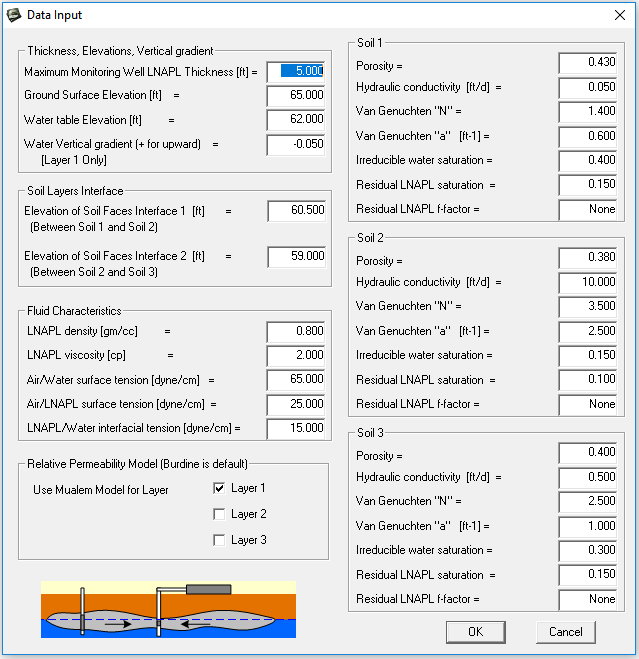 Data Input
Thickness, Elevations, Vertical gradient
Maximum Monitoring Well LNAPL Thickness [ft] = 5.000
Ground Surface Elevation [ft] = 65.000
Water table Elevation [ft] = 62.000
Water Vertical gradient (+ for upward) = -0.050
[Layer 1 Only]
Soil Layers Interface
Elevation of Soil Faces Interface 1 [ft] = 60.500
(Between Soil 1 and Soil 2)
Elevation of Soil Faces Interface 2 [ft] = 59.000
(Between Soil 2 and Soil 3)
Fluid Characteristics
LNAPL density [gm/cc] = 0.800
LNAPL viscosity [cp] = 2.000
Air/Water surface tension [dyne/cm] = 65.000
Air/LNAPL surface tension [dyne/cm] = 25.000
LNAPL/Water interfacial tension [dyne/cm] = 15.000
Relative Permeability Model (Burdine is default)
Use Mualem Model for Layer
Layer 1
Layer 2
Layer 3
Soil 1
Porosity = 0.430
Hydraulic conductivity [ft/d] = 0.050
Van Genuchten "N" = 1.400
Van Genuchten "a" [ft-1] = 0.600
Irreducible water saturation = 0.400
Residual LNAPL saturation = 0.150
Residual LNAPL f-factor = None
Soil 2
Porosity = 0.380
Hydraulic conductivity [ft/d] = 10.000
Van Genuchten "N" = 3.500
Van Genuchten "a" [ft-1] = 2.500
Irreducible water saturation = 0.150
Residual LNAPL saturation = 0.100
Residual LNAPL f-factor = None
Soil 3
Porosity = 0.400
Hydraulic conductivity [ft/d] = 0.500
Van Genuchten "N" = 2.500
Van Genuchten "a" [ft-1] = 1.000
Irreducible water saturation = 0.300
Residual LNAPL saturation = 0.150
Residual LNAPL f-factor = None
OK
Cancel